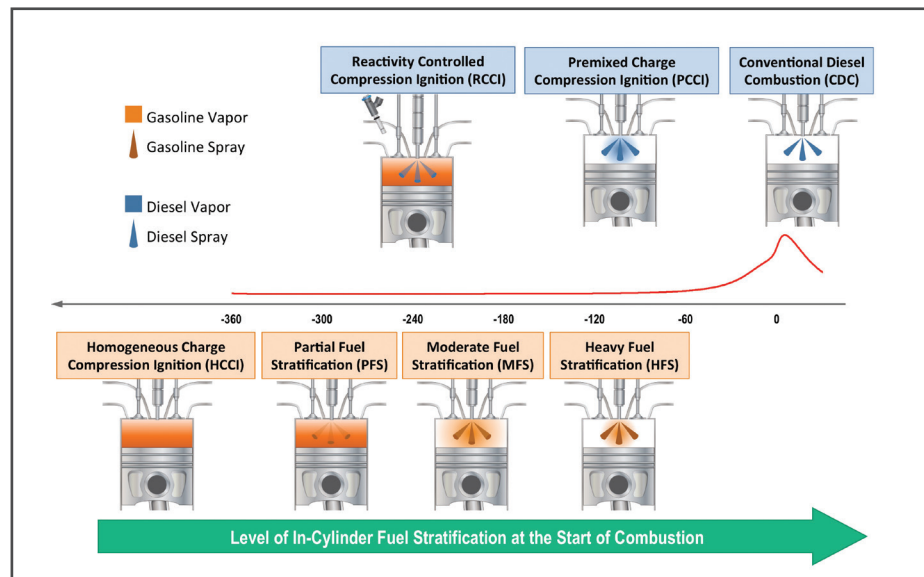 Reactivity Controlled
Compression Ignition (RCCI)
Premixed Charge
Compression Ignition (PCCI)
Conventional Diesel
Combustion (CDC)
Gasoline Vapor
Gasoline Spray
Diesel Vapor
Diesel Spray
-360 -300 -240 -180 -120 -60 0
Homogeneous Charge
Compression Ignition (HCCI)
Partial Fuel
Stratification (PFS)
Moderate Fuel
Stratification (MFS)
Heavy Fuel
Stratification (HFS)
Level of In-Cylinder Fuel Stratification at the Start of Combustion